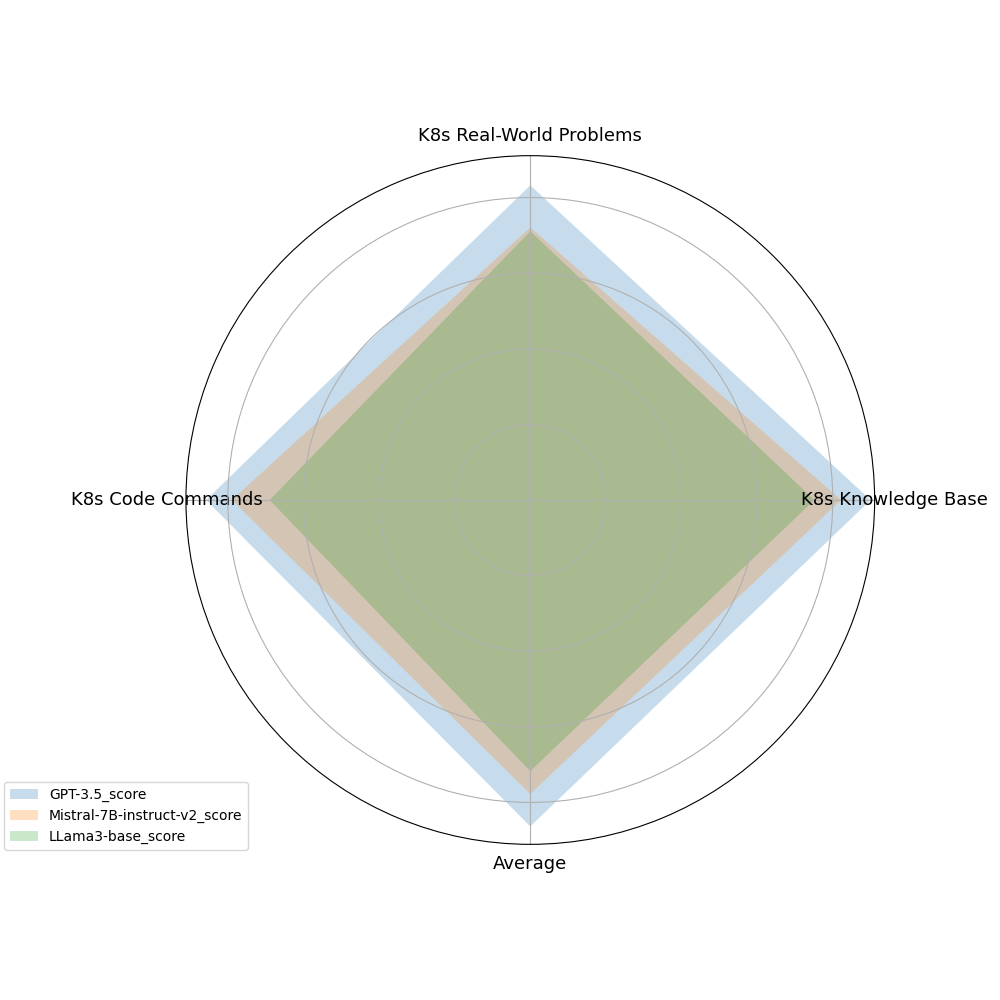 K8s Real-World Problems
K8s Code Commands
K8s Knowledge Base
GPT-3.5_score
Mistral-7B-instruct-v2_score
LLama3-base_score
Average